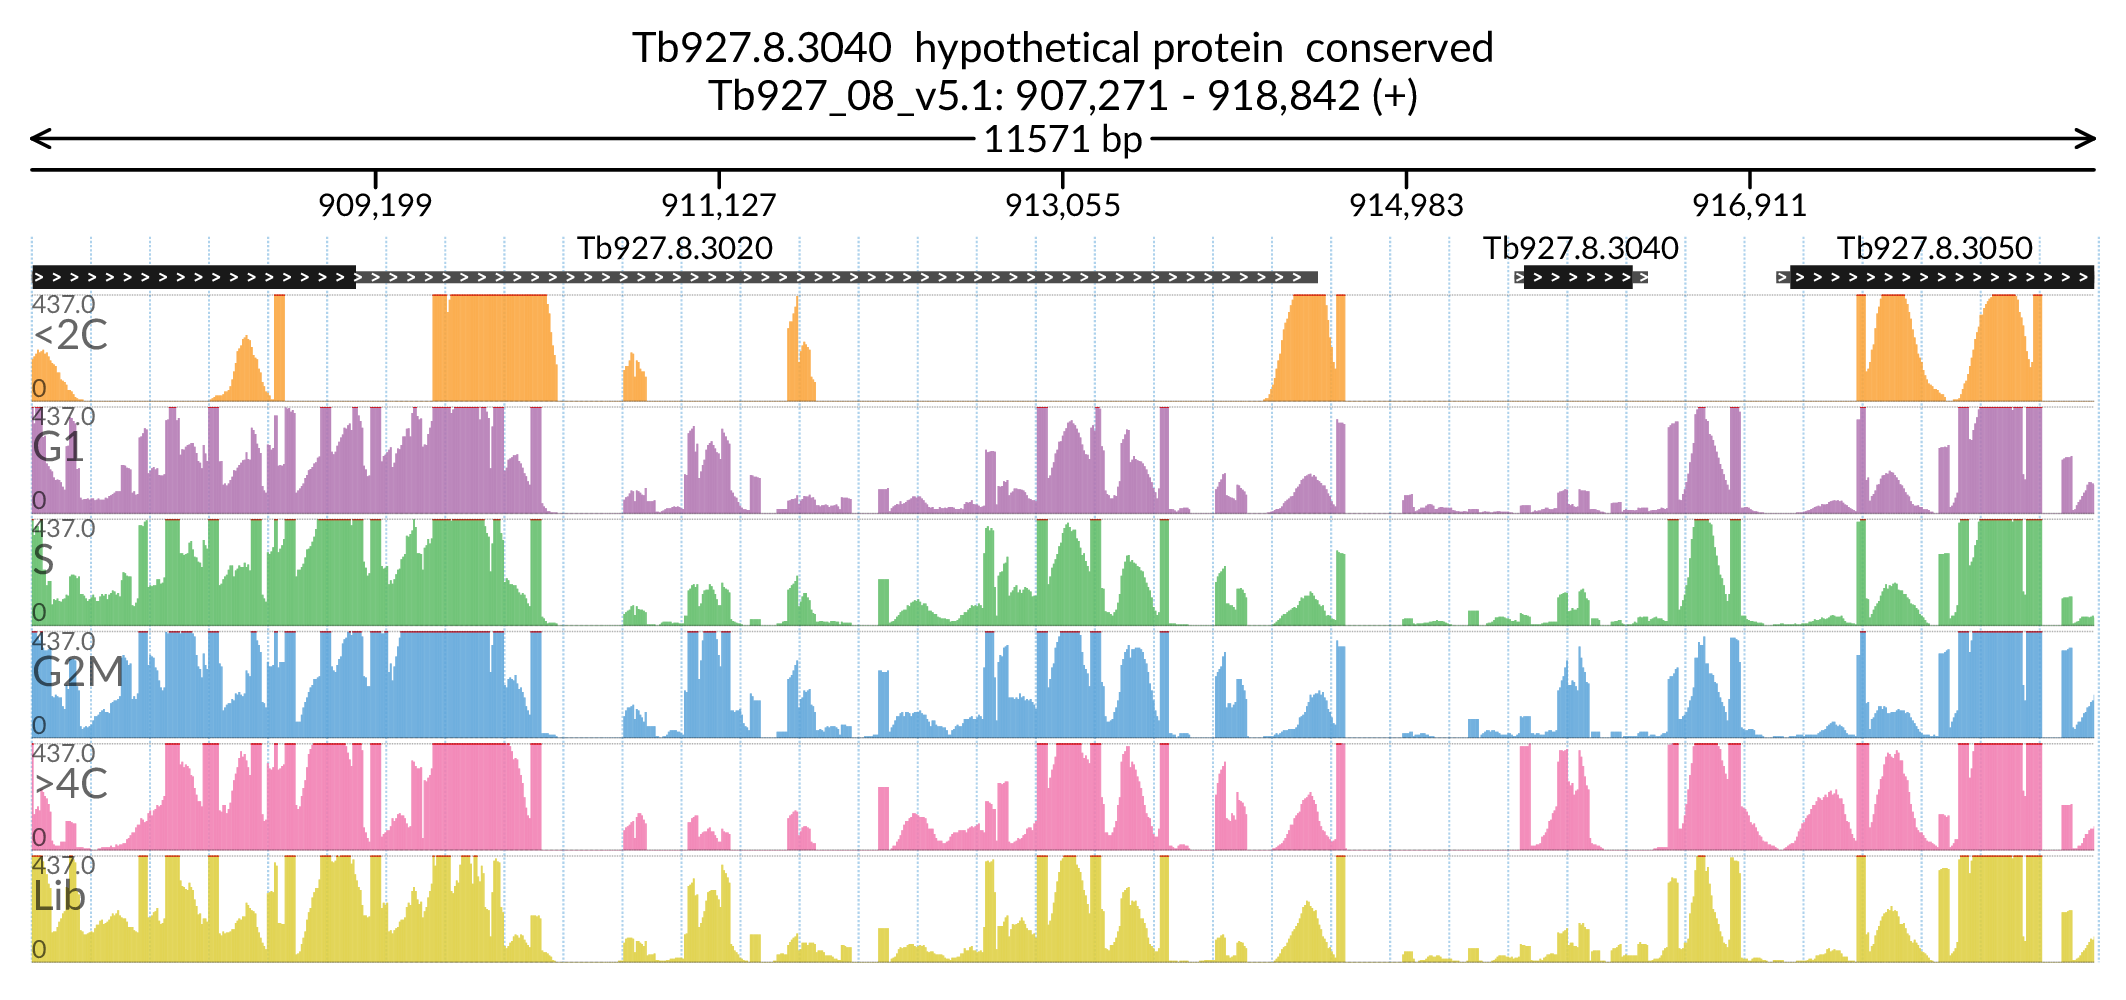 Tb927.8.3040 hypothetical protein conserved
Tb927_08_v5.1: 907,271 - 918,842 (+)
11571 bp
909,199 911,127 913,055 914,983 916,911
Tb927.8.3020 Tb927.8.3040 Tb927.8.3050
437.0
<2C
0
437.0
G1
0
437.0
S
0
437.0
G2M
0
437.0
>4C
0
437.0
Lib
0